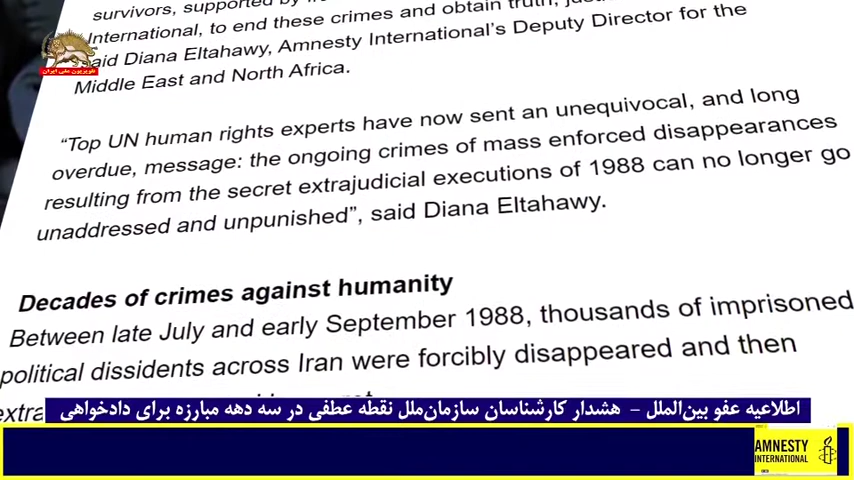 survivors, supported by
International, to end these crimes and obtain truth,
said Diana Eltahawy, Amnesty International's Deputy Director for the
Middle East and North Africa.
“Top UN human rights experts have now sent an unequivocal, and long
overdue, message: the ongoing crimes of mass enforced disappearances
resulting from the secret extrajudicial executions of 1988 can no longer go
unaddressed and unpunished”, said Diana Eltahawy.
Decades of crimes against humanity
Between late July and early September 1988, thousands of imprisoned
political dissidents across Iran were forcibly disappeared and then
extra
تلویزیون ملی ایران
اطلاعیه عفو بین‌الملل - هشدار کارشناسان سازمان‌ملل نقطه عطفی در سه دهه مبارزه برای دادخواهی
AMNESTY
INTERNATIONAL